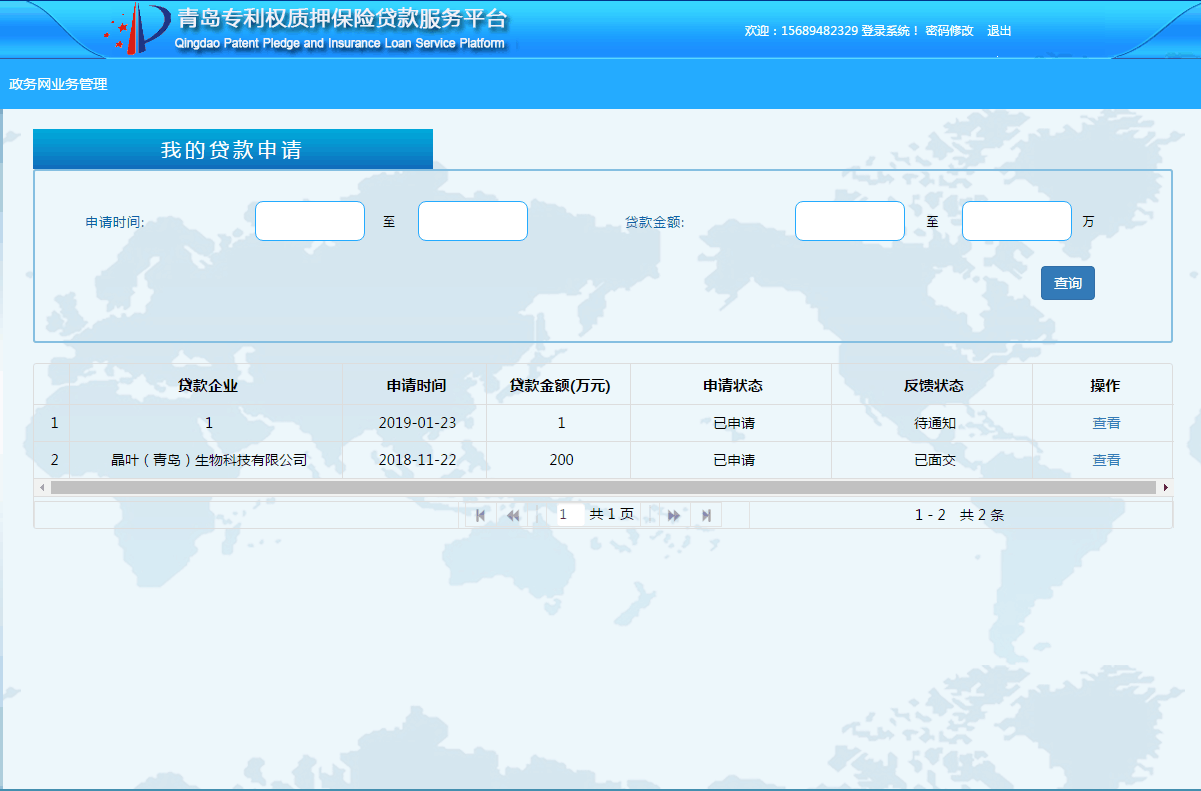 青岛专利权质押保险贷款服务平台
Qingdao Patent Pledge and Insurance Loan Service Platform
欢迎：15689482329 登录系统！ 密码修改 退出
政务网业务管理
我的贷款申请
申请时间: 至 贷款金额: 至 万
查询
贷款企业 申请时间 贷款金额(万元) 申请状态 反馈状态 操作
1 1 2019-01-23 1 已申请 待通知 查看
2 晶叶（青岛）生物科技有限公司 2018-11-22 200 已申请 已面交 查看
1 共 1 页 1 - 2 共 2 条